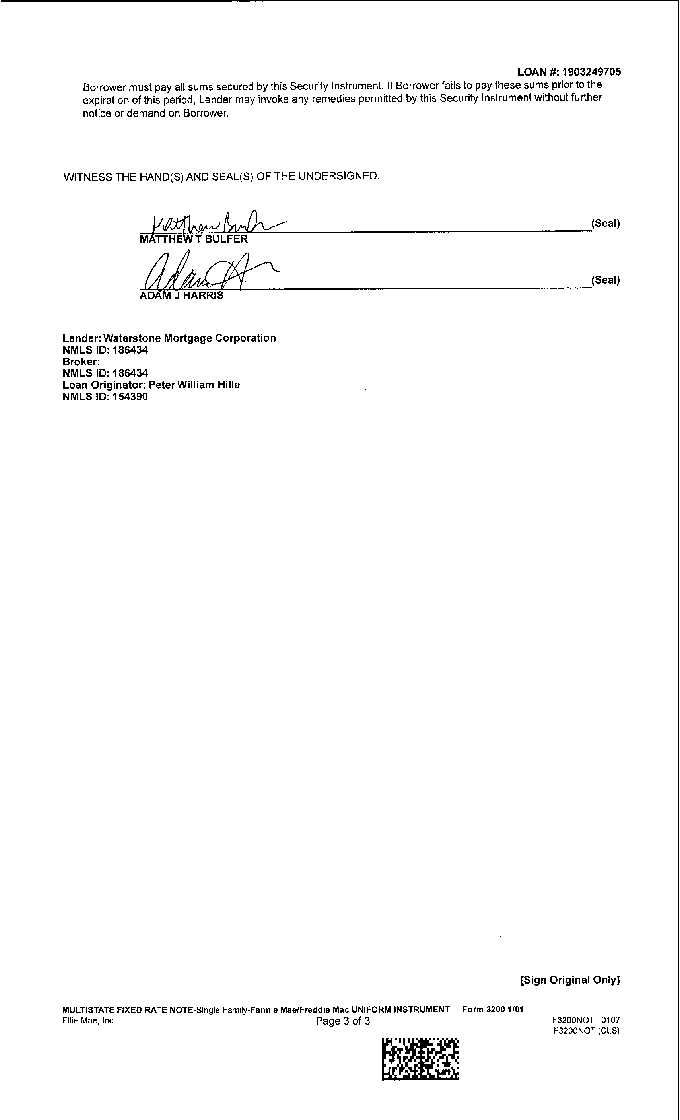 LOAN #: 1903249705
Borrower must pay all sums secured by this Security Instrument. If Borrower fails to pay these sums prior to the
expiration of this period, Lender may invoke any remedies permitted by this Security Instrument without further
notice or demand on Borrower.
WITNESS THE HAND(S) AND SEAL(S) OF THE UNDERSIGNED.
(Seal)
MATTHEW T BULFER
(Seal)
ADAM J HARRIS
Lender: Waterstone Mortgage Corporation
NMLS ID: 186434
Broker:
NMLS ID: 186434
Loan Originator: Peter William Hille
NMLS ID: 154390
[Sign Original Only]
MULTISTATE FIXED RATE NOTE-Single Family-Fannie Mae/Freddie Mac UNIFORM INSTRUMENT Form 3200 1/01
Ellie Mae, Inc. Page 3 of 3 F3200NOT 0107
F3200NOT (CLS)